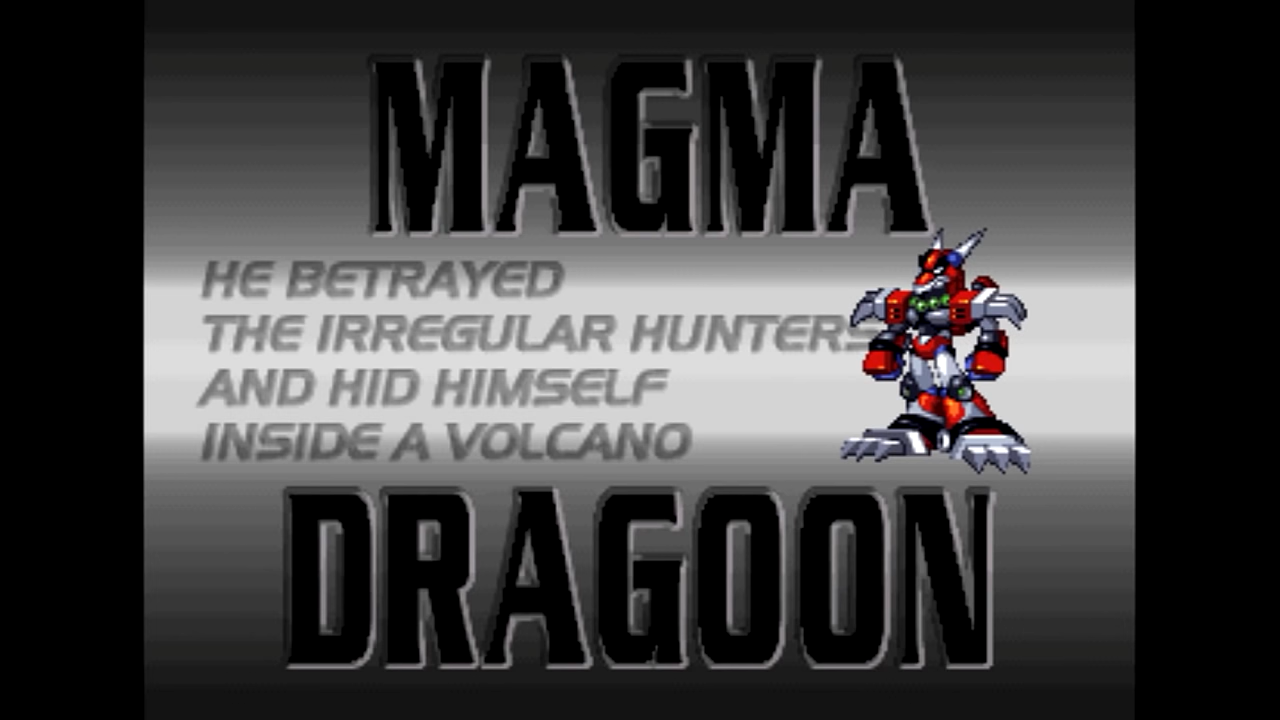 MAGMA
HE BETRAYED
THE IRREGULAR HUNTERS
AND HID HIMSELF
INSIDE A VOLCANO
DRAGOON